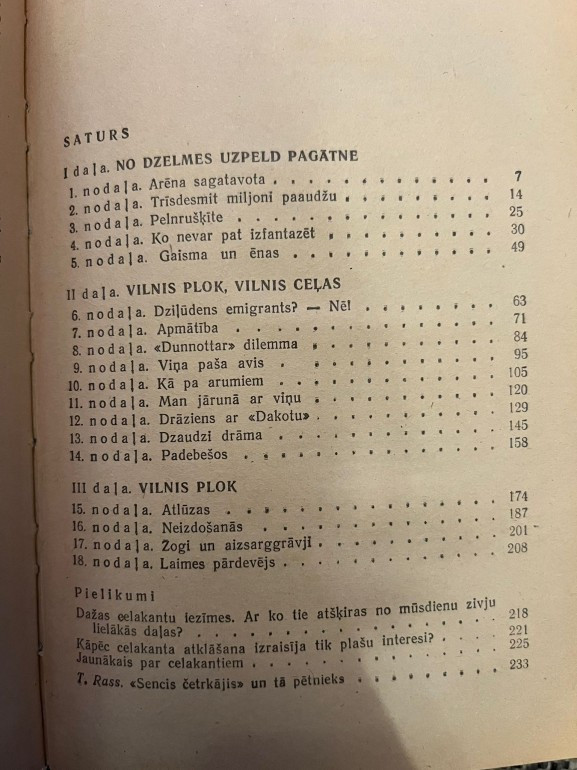 SATURS
I daļa. NO DZELMES UZPELD PAGĀTNE
1. nodaļa. Arēna sagatavota . . . . . . . . . . . 7
2. nodaļa. Trīsdesmit miljoni paaudžu . . . . . . . 14
3. nodaļa. Pelnrušķīte . . . . . . . . . . . . 25
4. nodaļa. Ko nevar pat izfantazēt . . . . . . . . 30
5. nodaļa. Gaisma un ēnas . . . . . . . . . . 49
II daļa. VILNIS PLOK, VILNIS CEĻAS
6. nodaļa. Dziļūdens emigrants? — Nē! . . . . . . . 63
7. nodaļa. Apmātība . . . . . . . . . . . . 71
8. nodaļa. «Dunnottar» dilemma . . . . . . . . . 84
9. nodaļa. Viņa paša avis . . . . . . . . . . 95
10. nodaļa. Kā pa arumiem . . . . . . . . . . 105
11. nodaļa. Man jārunā ar viņu . . . . . . . . . 120
12. nodaļa. Drāziens ar «Dakotu» . . . . . . . . . 129
13. nodaļa. Dzaudzi drāma . . . . . . . . . . 145
14. nodaļa. Padebešos . . . . . . . . . . . 158
III daļa. VILNIS PLOK
15. nodaļa. Atlūzas . . . . . . . . . . . . 174
16. nodaļa. Neizdošanās . . . . . . . . . . . 187
17. nodaļa. Žogi un aizsarggrāvji . . . . . . . . . 201
18. nodaļa. Laimes pārdevējs . . . . . . . . . . 208
Pielikumi
Dažas eelakantu iezīmes. Ar ko tie atšķiras no mūsdienu zivju
lielākās daļas? . . . . . . . . . . . . . 218
Kāpēc celakanta atklāšana izraisīja tik plašu interesi? . . . . 221
Jaunākais par celakantiem . . . . . . . . . . . 225
T. Rass. «Sencis četrkājis» un tā pētnieks . . . . . . . 233